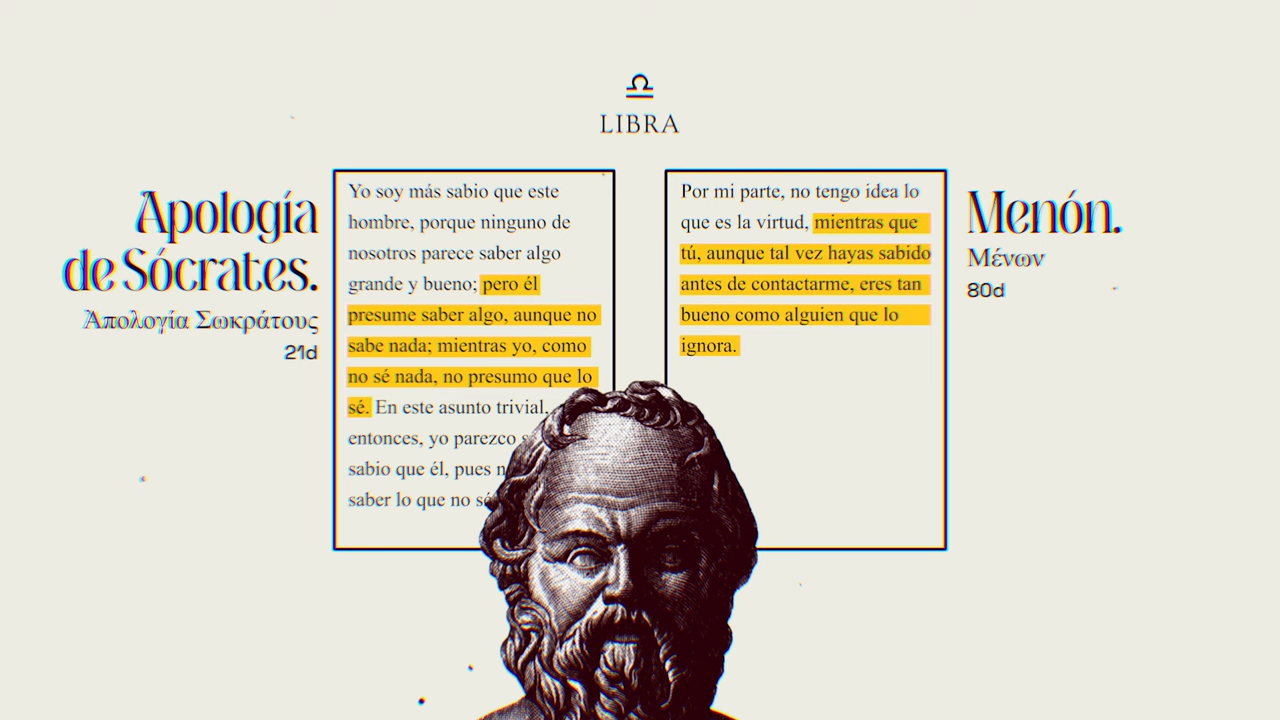 ♎
LIBRA
Apología
de Sócrates.
Ἀπολογία Σωκράτους
21d
Yo soy más sabio que este
hombre, porque ninguno de
nosotros parece saber algo
grande y bueno; pero él
presume saber algo, aunque no
sabe nada; mientras yo, como
no sé nada, no presumo que lo
sé. En este asunto trivial,
entonces, yo parezco
sabio que él, pues
saber lo que no sé
Por mi parte, no tengo idea lo
que es la virtud, mientras que
tú, aunque tal vez hayas sabido
antes de contactarme, eres tan
bueno como alguien que lo
ignora.
Menón.
Μένων
80d